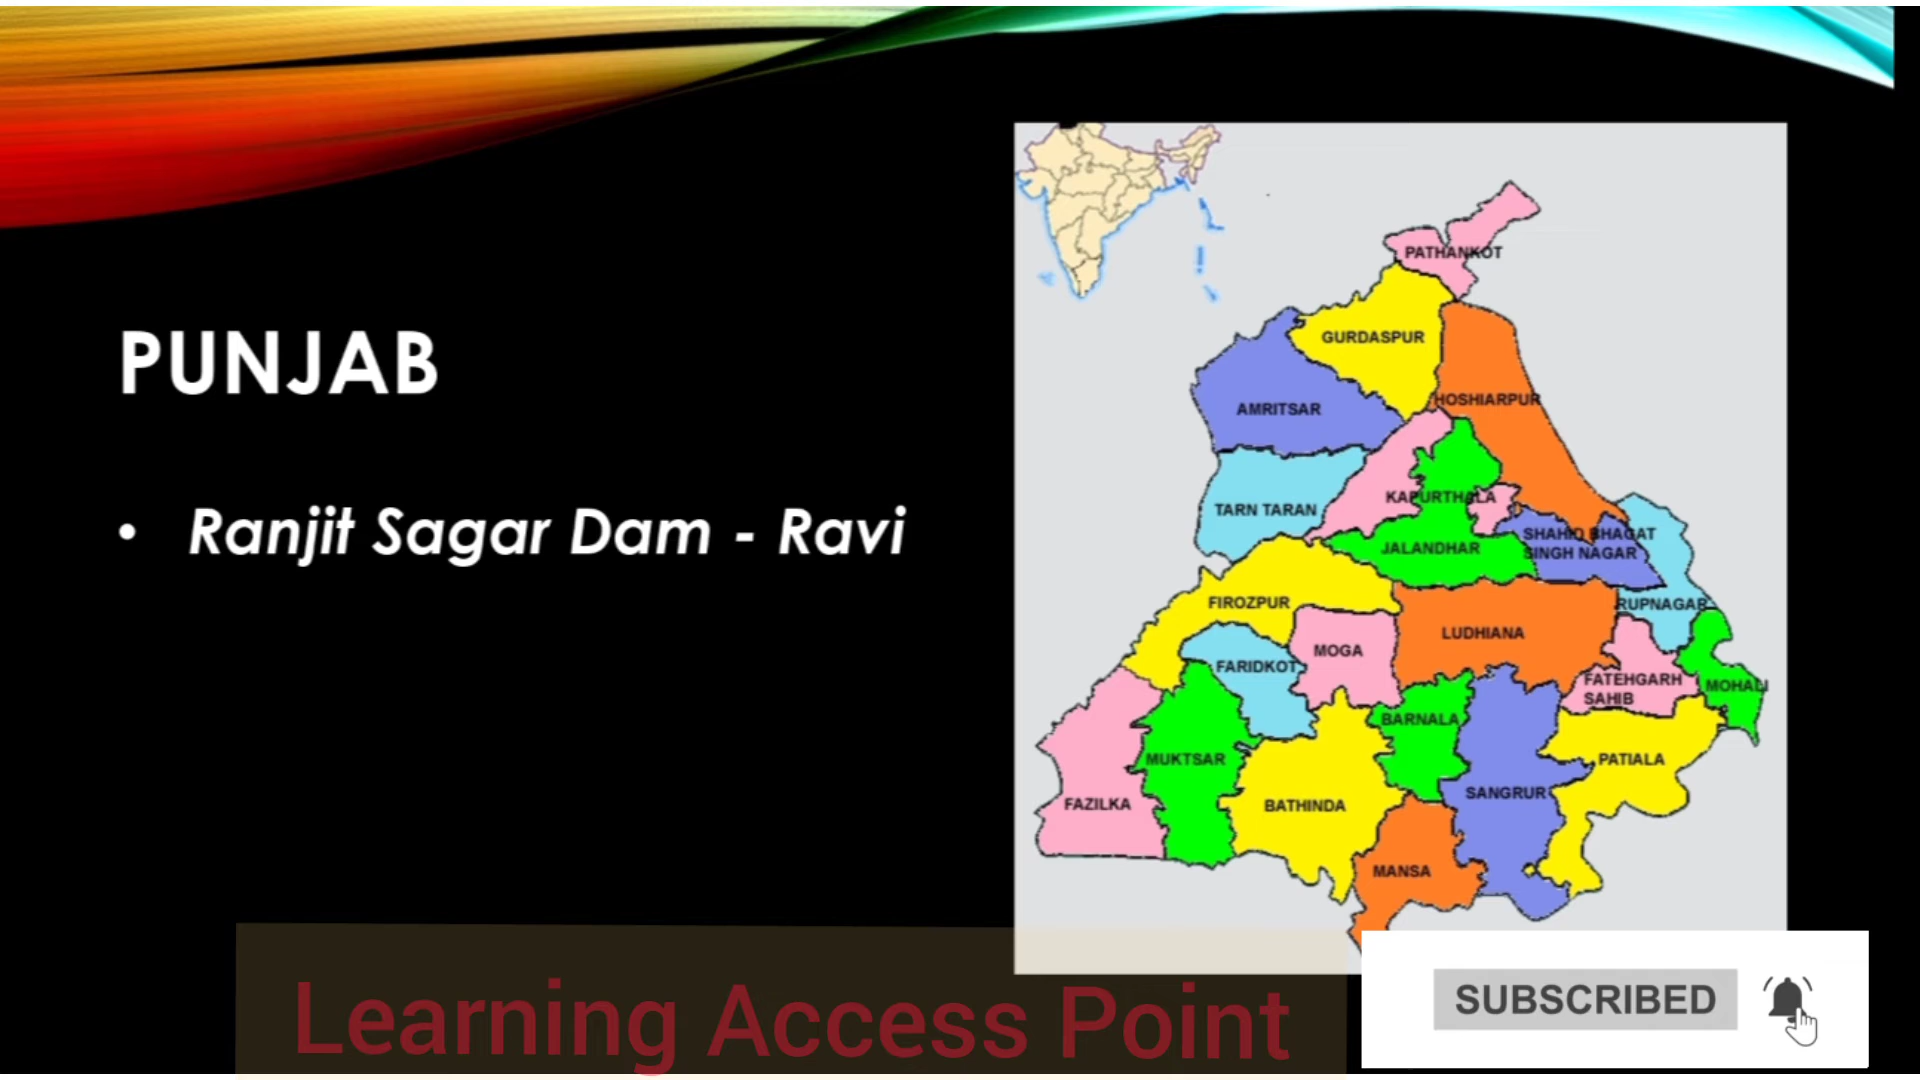 PUNJAB
• Ranjit Sagar Dam - Ravi
PATHANKOT
GURDASPUR
HOSHIARPUR
AMRITSAR
KAPURTHALA
TARN TARAN
SHAHID BHAGAT
SINGH NAGAR
JALANDHAR
FIROZPUR
RUPNAGAR
LUDHIANA
MOGA
FARIDKOT
FATEHGARH
SAHIB
MOHALI
BARNALA
MUKTSAR
PATIALA
SANGRUR
FAZILKA
BATHINDA
MANSA
Learning Access Point
SUBSCRIBED